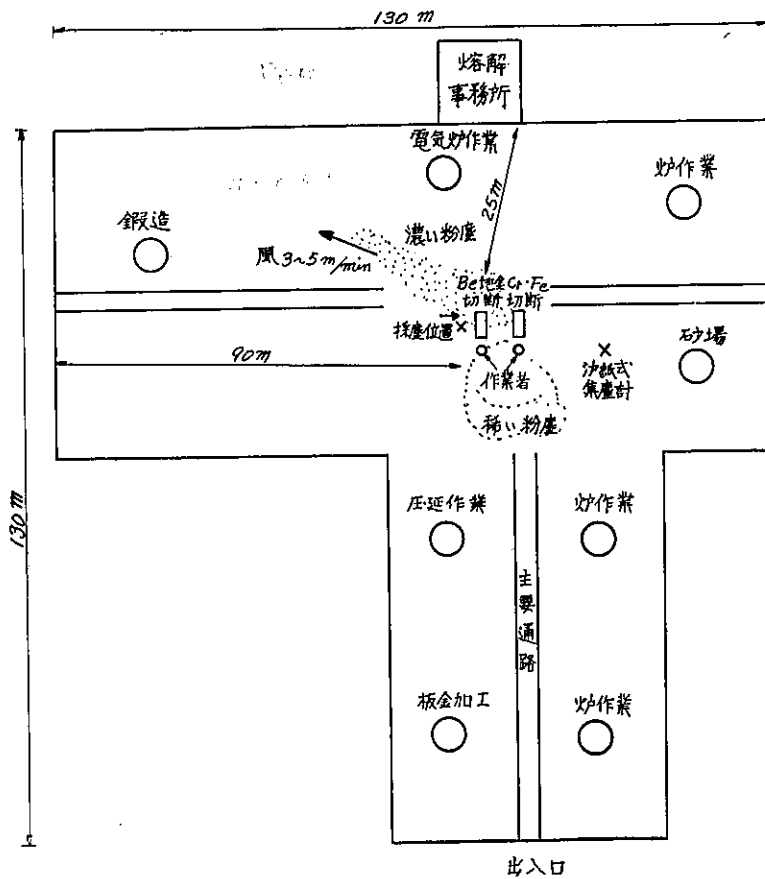 130 m
熔解
事務所
電気炉作業
炉作業
25m
鍛造
濃い粉塵
風 3~5 m/min
Be地金 Cr·Fe
切断 切断
採塵位置
90m
砂場
沪紙式
集塵計
作業者
稀い粉塵
130 m
圧延作業
炉作業
主要通路
板金加工
炉作業
出入口